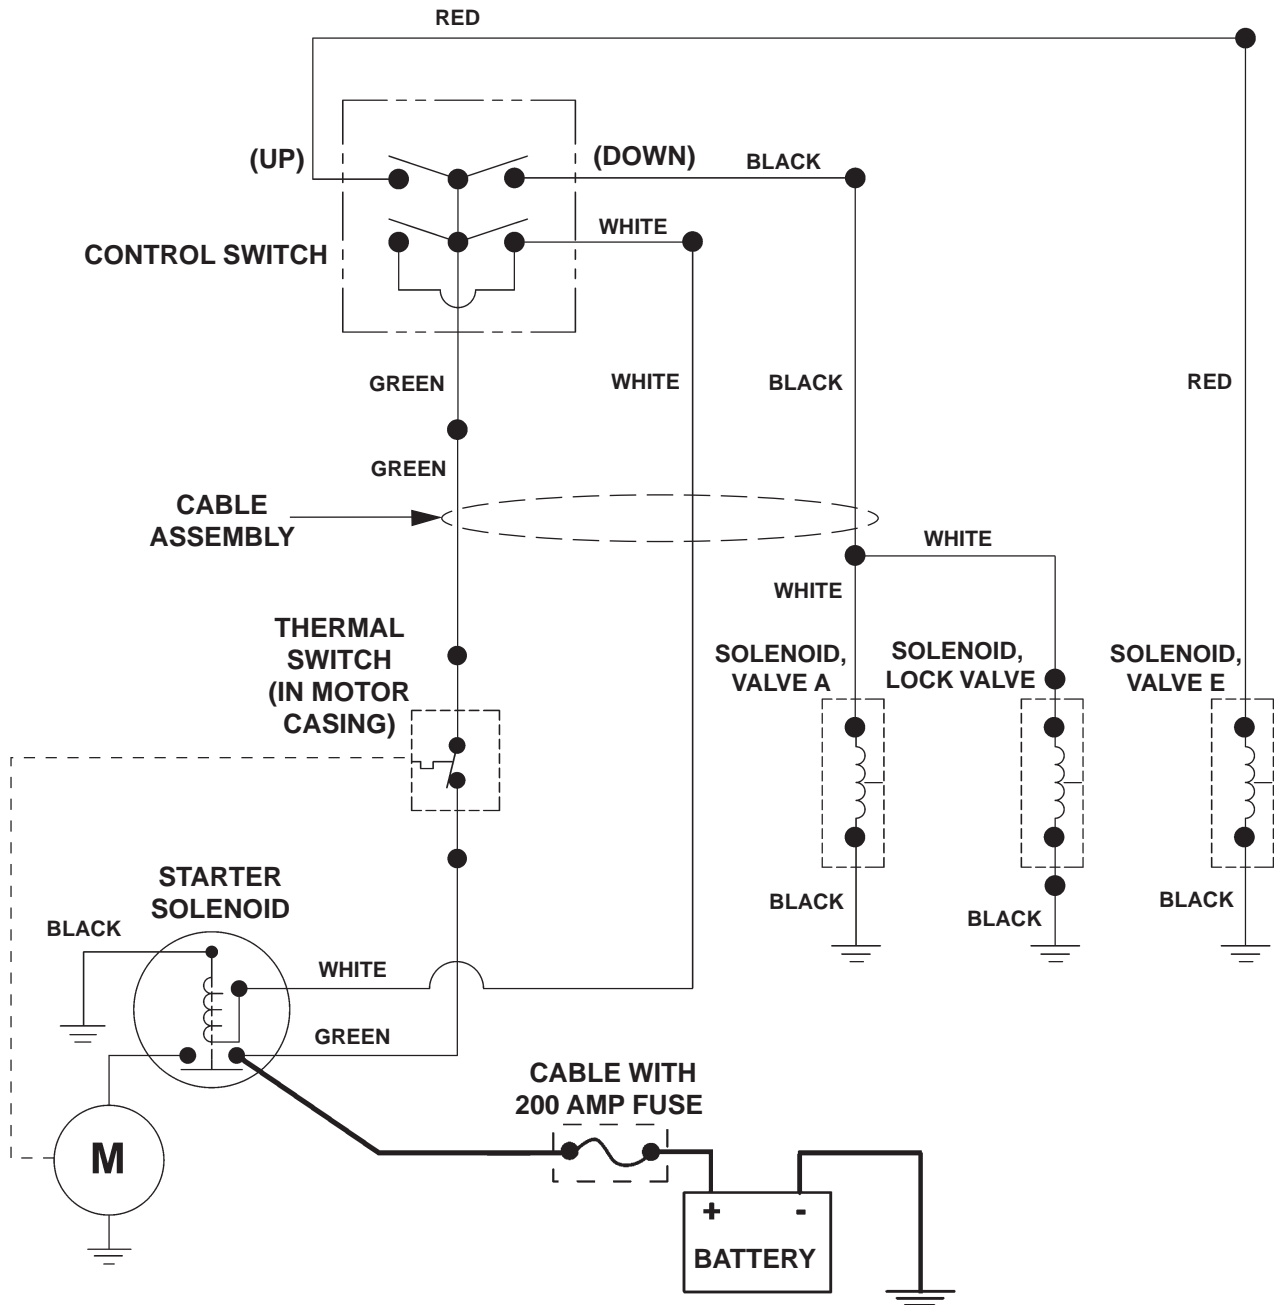 RED
(UP)
(DOWN)
BLACK
WHITE
CONTROL SWITCH
GREEN
WHITE
BLACK
RED
GREEN
CABLE
ASSEMBLY
WHITE
WHITE
THERMAL
SWITCH
(IN MOTOR
CASING)
SOLENOID,
VALVE A
SOLENOID,
LOCK VALVE
SOLENOID,
VALVE E
STARTER
SOLENOID
BLACK
BLACK
BLACK
BLACK
WHITE
GREEN
CABLE WITH
200 AMP FUSE
M
+ -
BATTERY